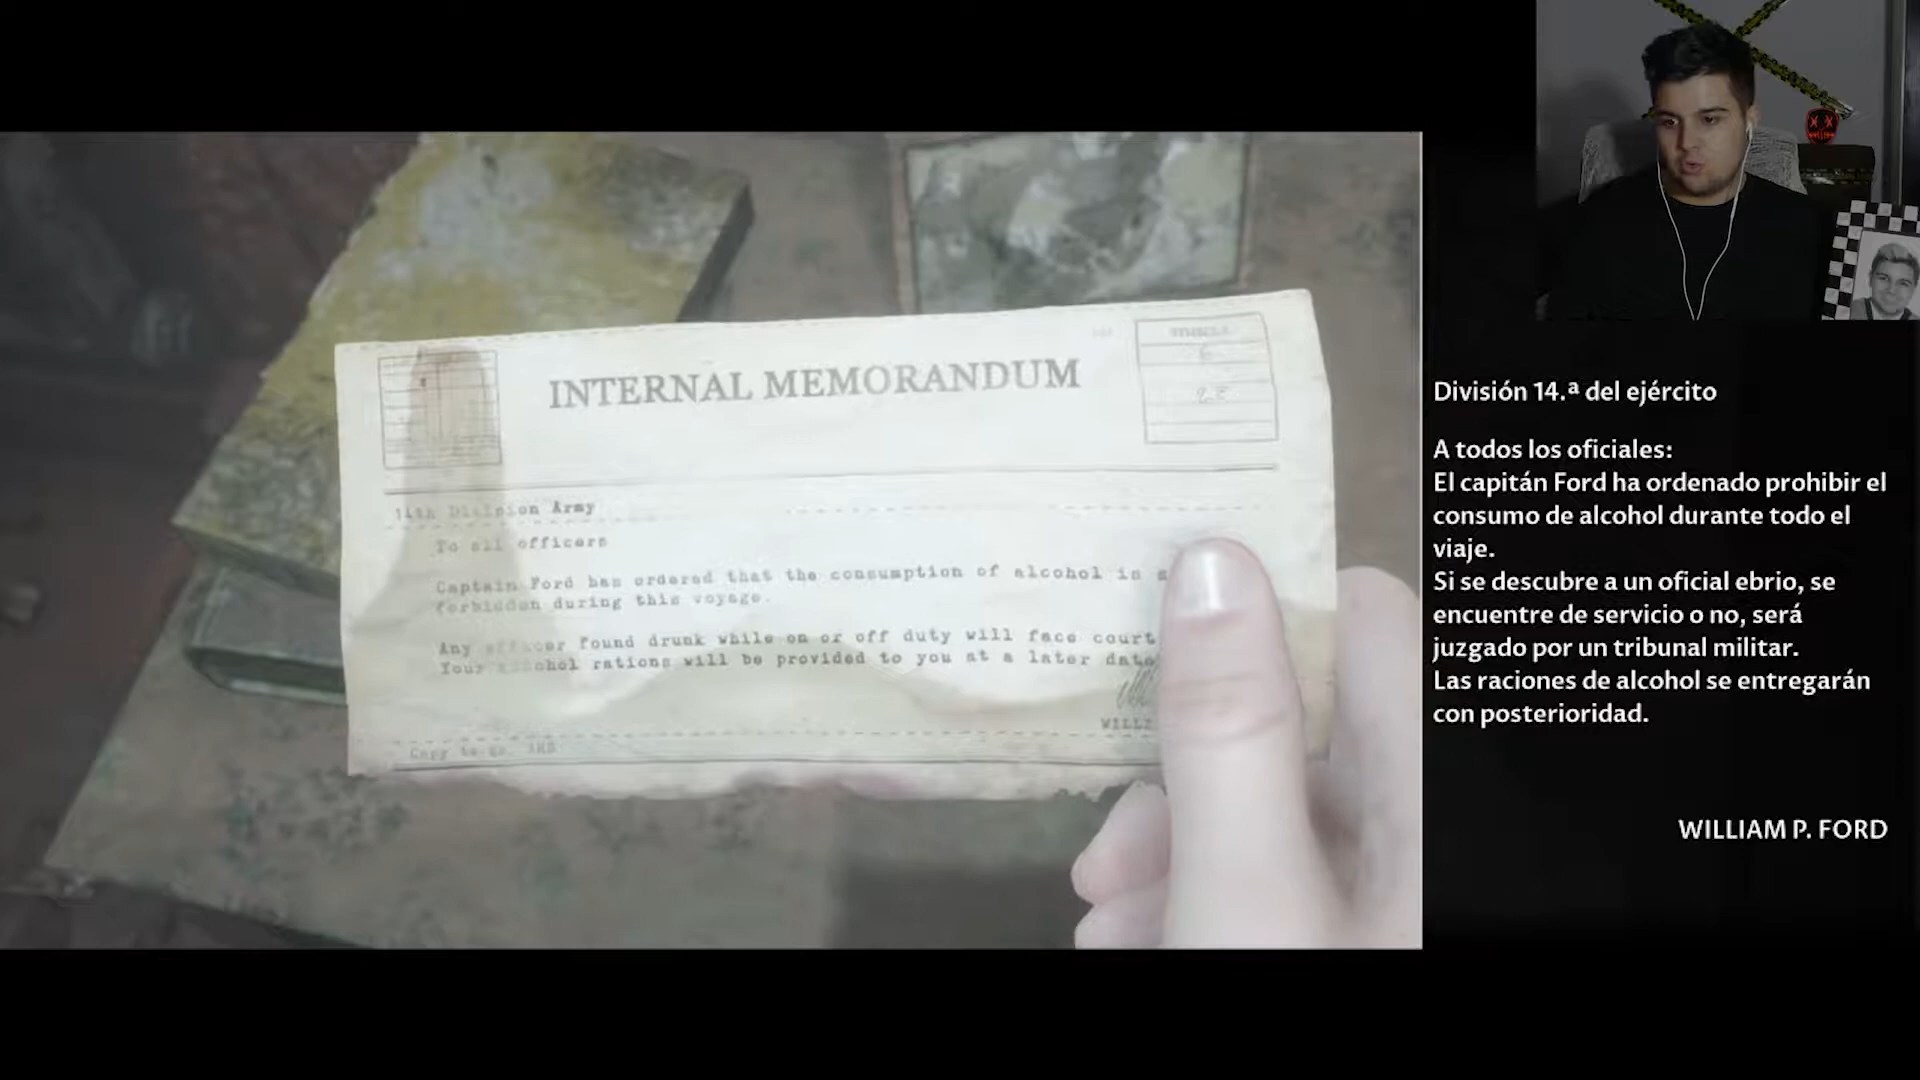 INTERNAL MEMORANDUM
14th Division Army
To all officers
Captain Ford has ordered that the consumption of alcohol is
forbidden during this voyage.
Any officer found drunk while on or off duty will face court
Your alcohol rations will be provided to you at a later date
Copy to
División 14.ª del ejército
A todos los oficiales:
El capitán Ford ha ordenado prohibir el
consumo de alcohol durante todo el
viaje.
Si se descubre a un oficial ebrio, se
encuentre de servicio o no, será
juzgado por un tribunal militar.
Las raciones de alcohol se entregarán
con posterioridad.
WILLIAM P. FORD